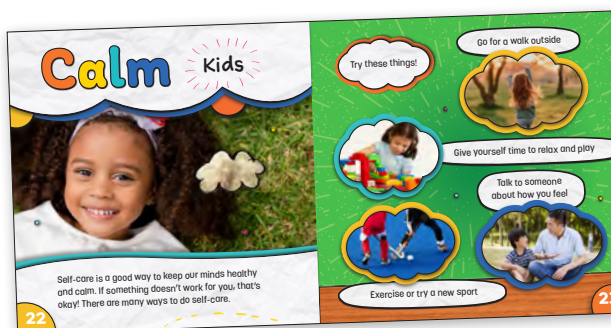 Calm
Kids
Self-care is a good way to keep our minds healthy
and calm. If something doesn't work for you, that's
okay! There are many ways to do self-care.
22
Try these things!
Go for a walk outside
Give yourself time to relax and play
Talk to someone
about how you feel
Exercise or try a new sport